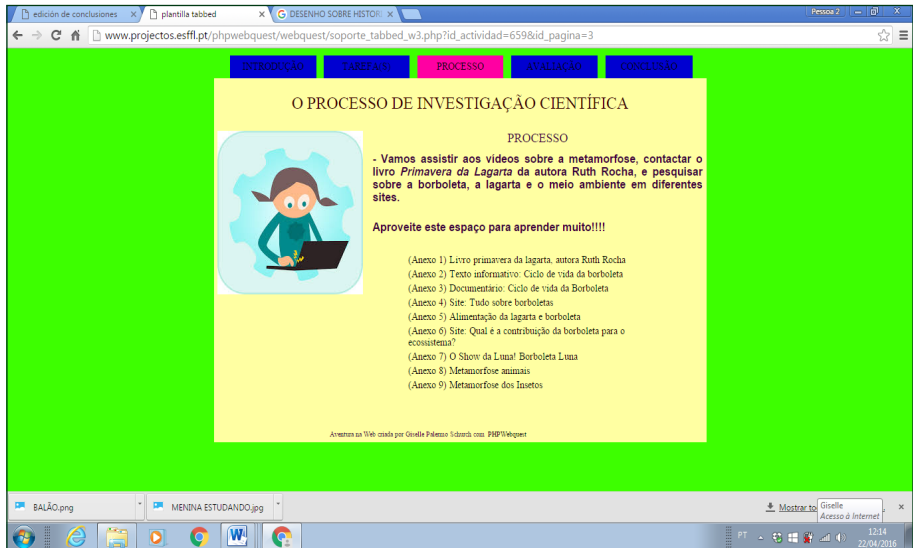 edición de conclusiones
plantilla tabbed
DESENHO SOBRE HISTOR
Pessoa 2
www.projectos.esffl.pt/phpwebquest/webquest/soporte_tabbed_w3.php?id_actividad=659&id_pagina=3
INTRODUÇÃO
TAREFA(S)
PROCESSO
AVALIAÇÃO
CONCLUSÃO
O PROCESSO DE INVESTIGAÇÃO CIENTÍFICA
PROCESSO
- Vamos assistir aos vídeos sobre a metamorfose, contactar o
livro Primavera da Lagarta da autora Ruth Rocha, e pesquisar
sobre a borboleta, a lagarta e o meio ambiente em diferentes
sites.
Aproveite este espaço para aprender muito!!!!
(Anexo 1) Livro primavera da lagarta, autora Ruth Rocha
(Anexo 2) Texto informativo: Ciclo de vida da borboleta
(Anexo 3) Documentário: Ciclo de vida da Borboleta
(Anexo 4) Site: Tudo sobre borboletas
(Anexo 5) Alimentação da lagarta e borboleta
(Anexo 6) Site: Qual é a contribuição da borboleta para o
ecossistema?
(Anexo 7) O Show da Luna! Borboleta Luna
(Anexo 8) Metamorfose animais
(Anexo 9) Metamorfose dos Insetos
Aventura na Web criada por Giselle Palermo Schurch com PHPWebquest
BALÃO.png
MENINA ESTUDANDO.jpg
Mostrar to
Giselle
Acesso à Internet
PT
12:14
22/04/2016